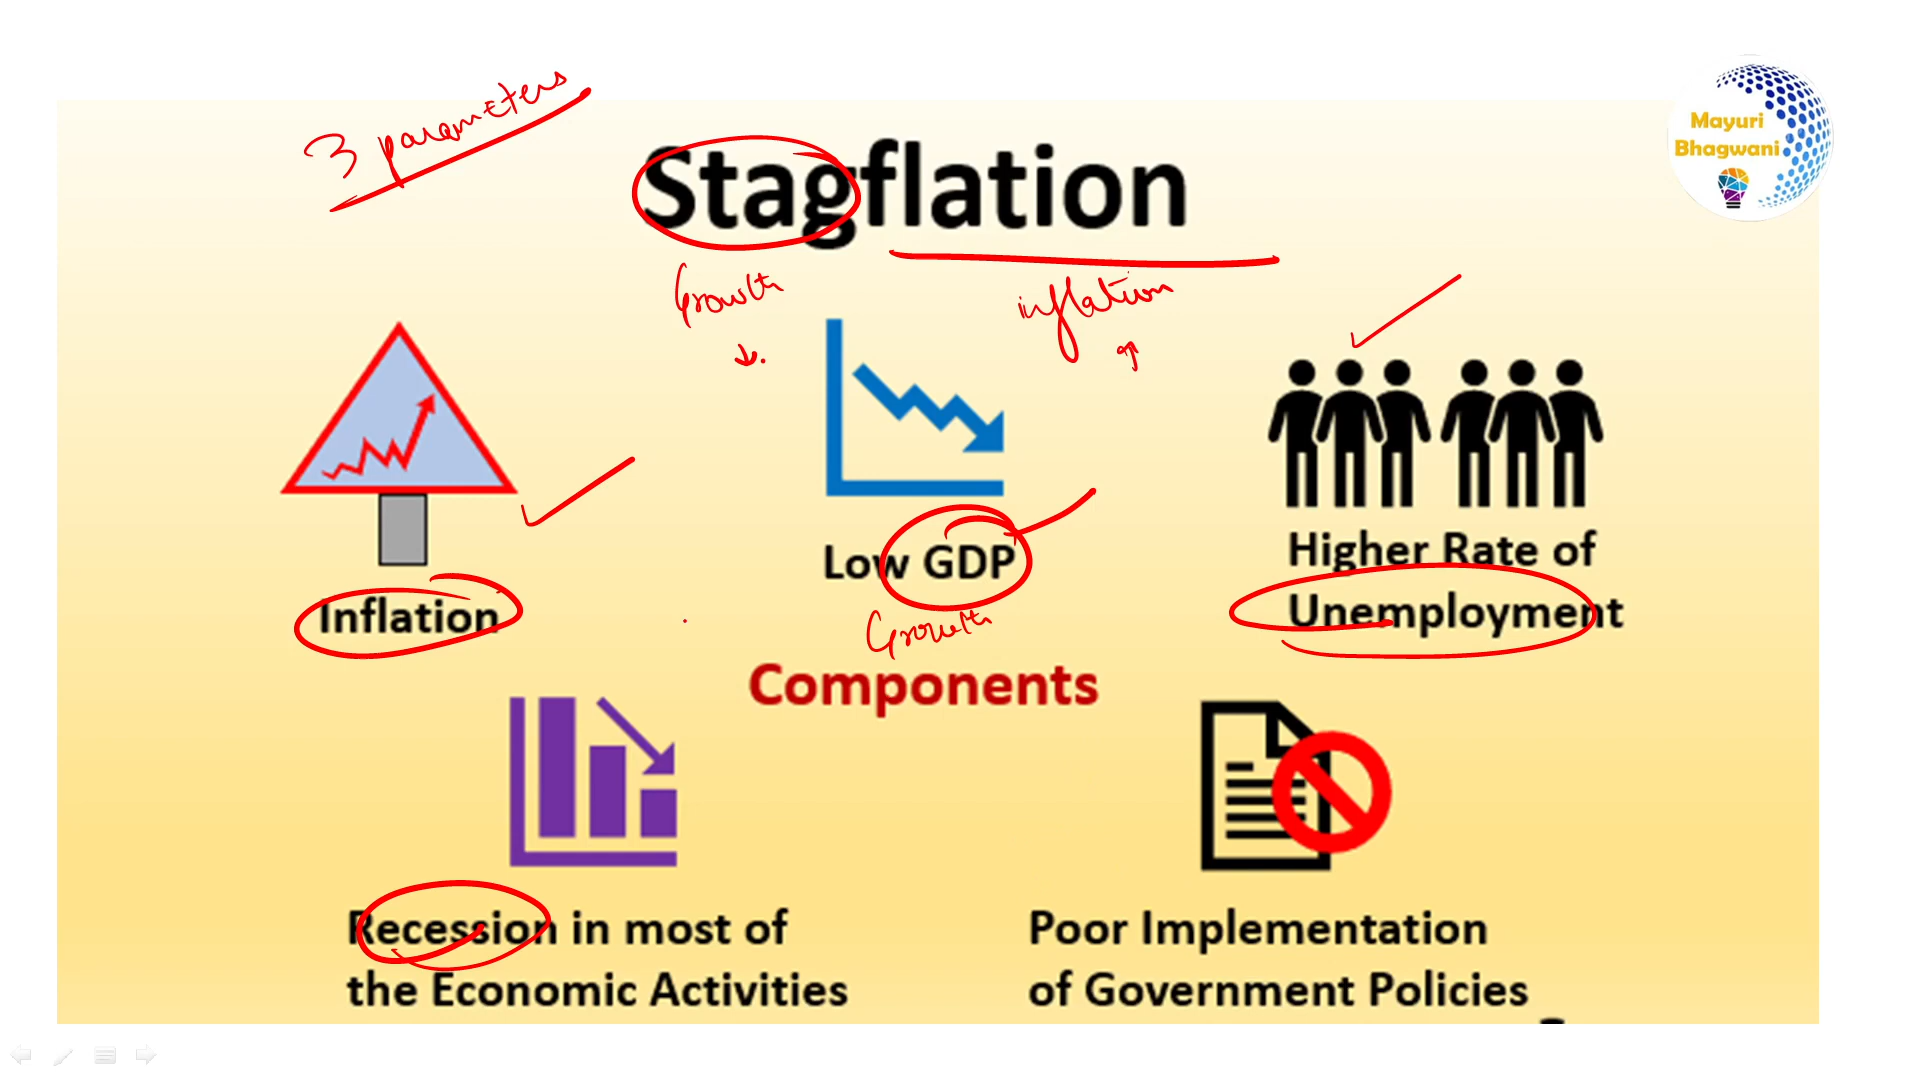 3 parameters
Mayuri
Bhagwani
Stagflation
Growth
inflation
Inflation
Low GDP
Growth
Higher Rate of
Unemployment
Components
Recession in most of
the Economic Activities
Poor Implementation
of Government Policies